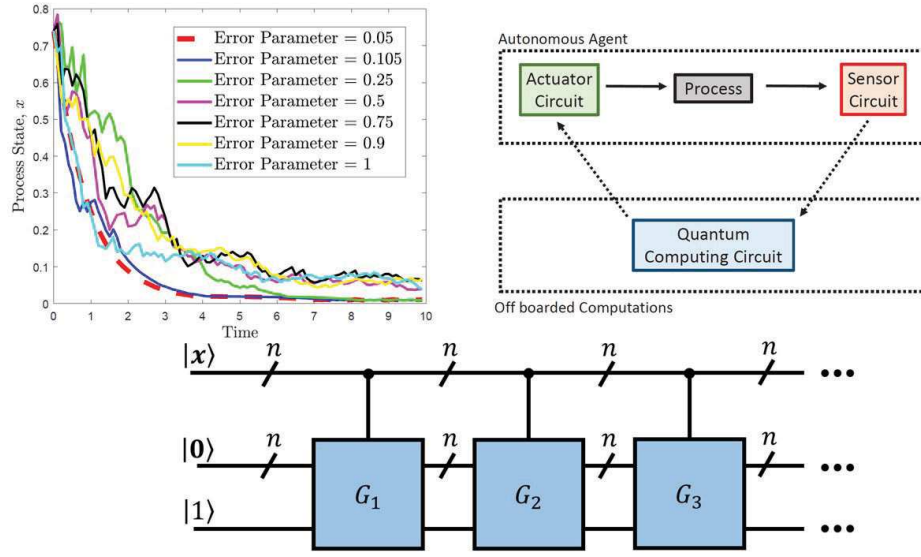 0.8
0.7
0.6
0.5
0.4
0.3
0.2
0.1
0
Process State, x
0 1 2 3 4 5 6 7 8 9 10
Time
Error Parameter = 0.05
Error Parameter = 0.105
Error Parameter = 0.25
Error Parameter = 0.5
Error Parameter = 0.75
Error Parameter = 0.9
Error Parameter = 1
Autonomous Agent
Actuator
Circuit
Process
Sensor
Circuit
Quantum
Computing Circuit
Off boarded Computations
|x⟩ n n n n
|0⟩ n n n n
G₁ G₂ G₃
|1⟩